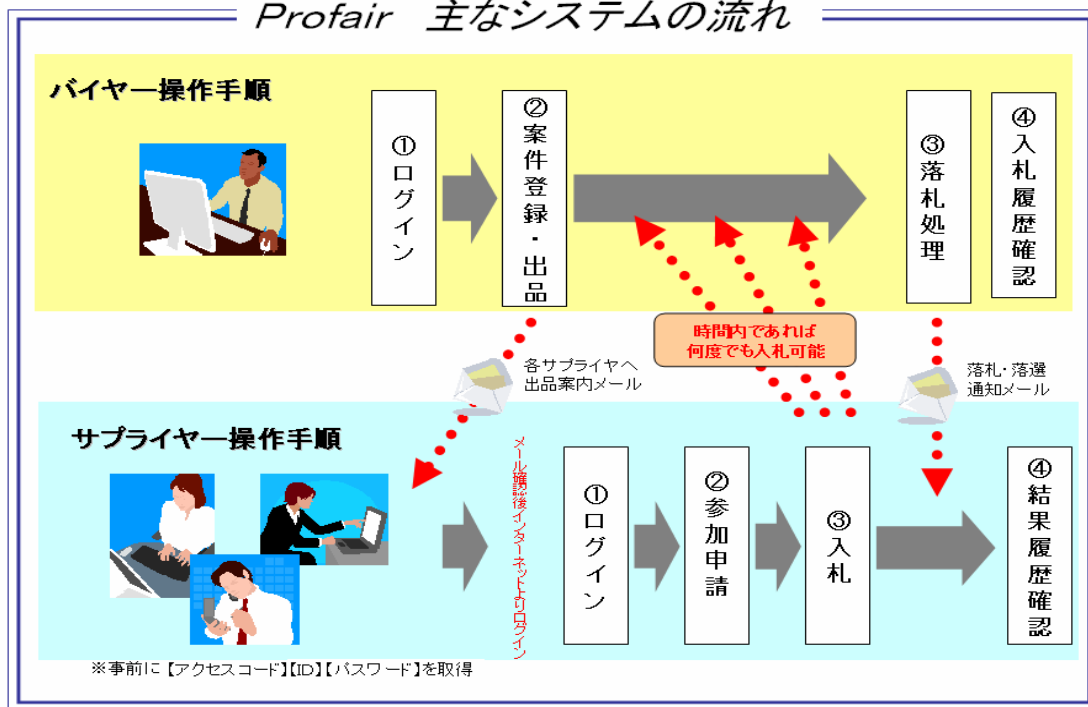 Profair 主なシステムの流れ
バイヤー操作手順
①ログイン
②案件登録・出品
③落札処理
④入札履歴確認
時間内であれば
何度でも入札可能
各サプライヤへ
出品案内メール
落札・落選
通知メール
サプライヤー操作手順
メール確認後インターネットよりログイン
①ログイン
②参加申請
③入札
④結果履歴確認
※事前に【アクセスコード】【ID】【パスワード】を取得